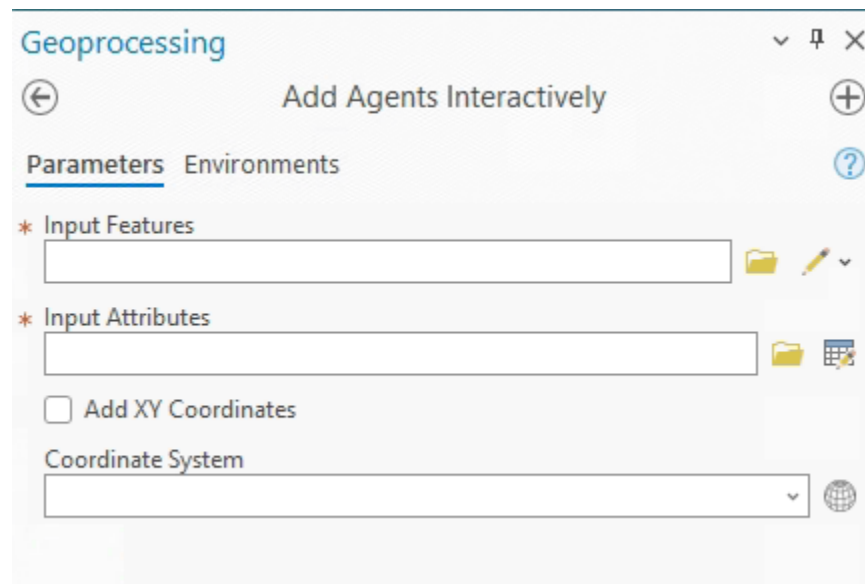 Geoprocessing
Add Agents Interactively
Parameters Environments
* Input Features
* Input Attributes
Add XY Coordinates
Coordinate System